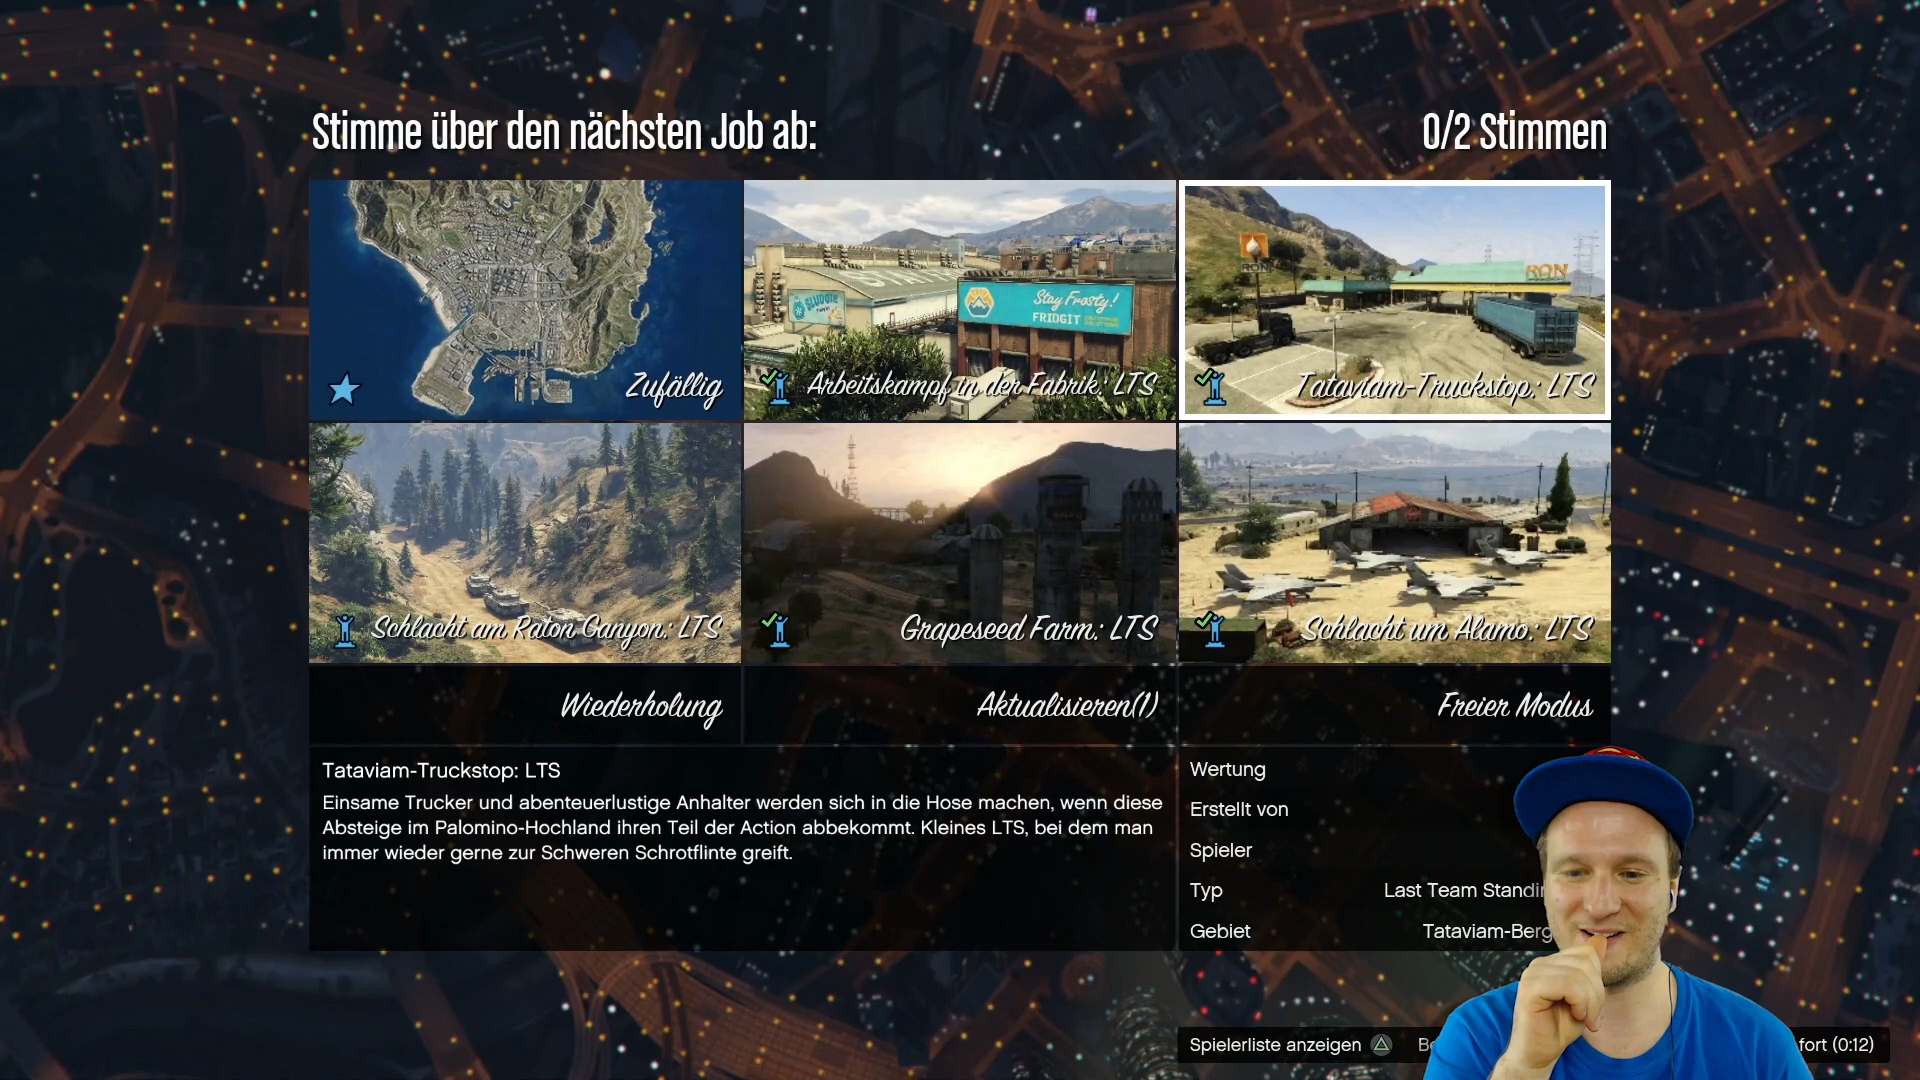 Stimme über den nächsten Job ab:
0/2 Stimmen
Zufällig
Stay Frosty!
FRIDGIT
Arbeitskampf in der Fabrik: LTS
RON
RON
Tataviam-Truckstop: LTS
Schlacht am Raton Canyon: LTS
Grapeseed Farm: LTS
Schlacht um Alamo: LTS
Wiederholung
Aktualisieren(1)
Freier Modus
Tataviam-Truckstop: LTS
Einsame Trucker und abenteuerlustige Anhalter werden sich in die Hose machen, wenn diese
Absteige im Palomino-Hochland ihren Teil der Action abbekommt. Kleines LTS, bei dem man
immer wieder gerne zur Schweren Schrotflinte greift.
Wertung
Erstellt von
Spieler
Typ Last Team Standin
Gebiet Tataviam-Berg
Spielerliste anzeigen Be fort (0:12)